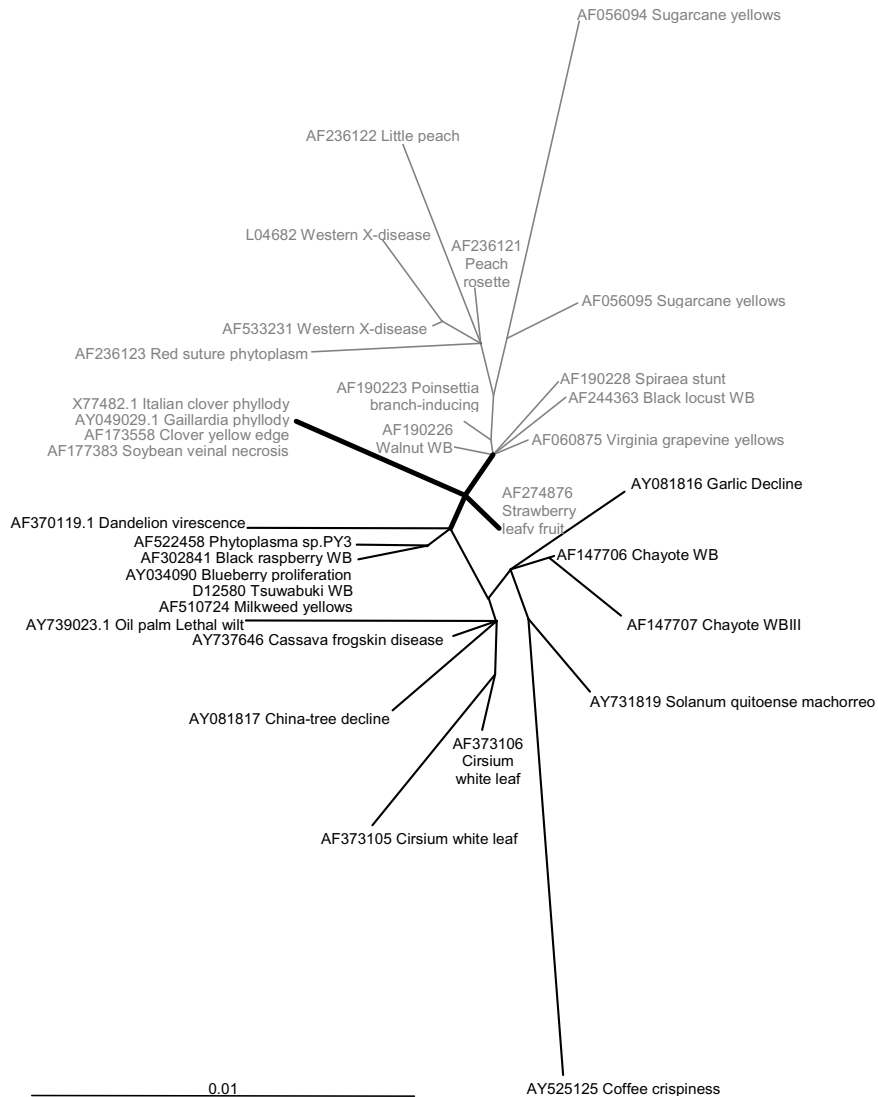 AF056094 Sugarcane yellows
AF236122 Little peach
L04682 Western X-disease
AF236121
Peach
rosette
AF056095 Sugarcane yellows
AF533231 Western X-disease
AF236123 Red suture phytoplasm
AF190228 Spiraea stunt
AF190223 Poinsettia
branch-inducing
AF244363 Black locust WB
X77482.1 Italian clover phyllody
AY049029.1 Gaillardia phyllody
AF173558 Clover yellow edge
AF177383 Soybean veinal necrosis
AF190226
Walnut WB
AF060875 Virginia grapevine yellows
AY081816 Garlic Decline
AF274876
Strawberry
leafy fruit
AF370119.1 Dandelion virescence
AF522458 Phytoplasma sp.PY3
AF302841 Black raspberry WB
AY034090 Blueberry proliferation
D12580 Tsuwabuki WB
AF510724 Milkweed yellows
AF147706 Chayote WB
AY739023.1 Oil palm Lethal wilt
AF147707 Chayote WBIII
AY737646 Cassava frogskin disease
AY731819 Solanum quitoense machorreo
AY081817 China-tree decline
AF373106
Cirsium
white leaf
AF373105 Cirsium white leaf
0.01
AY525125 Coffee crispiness